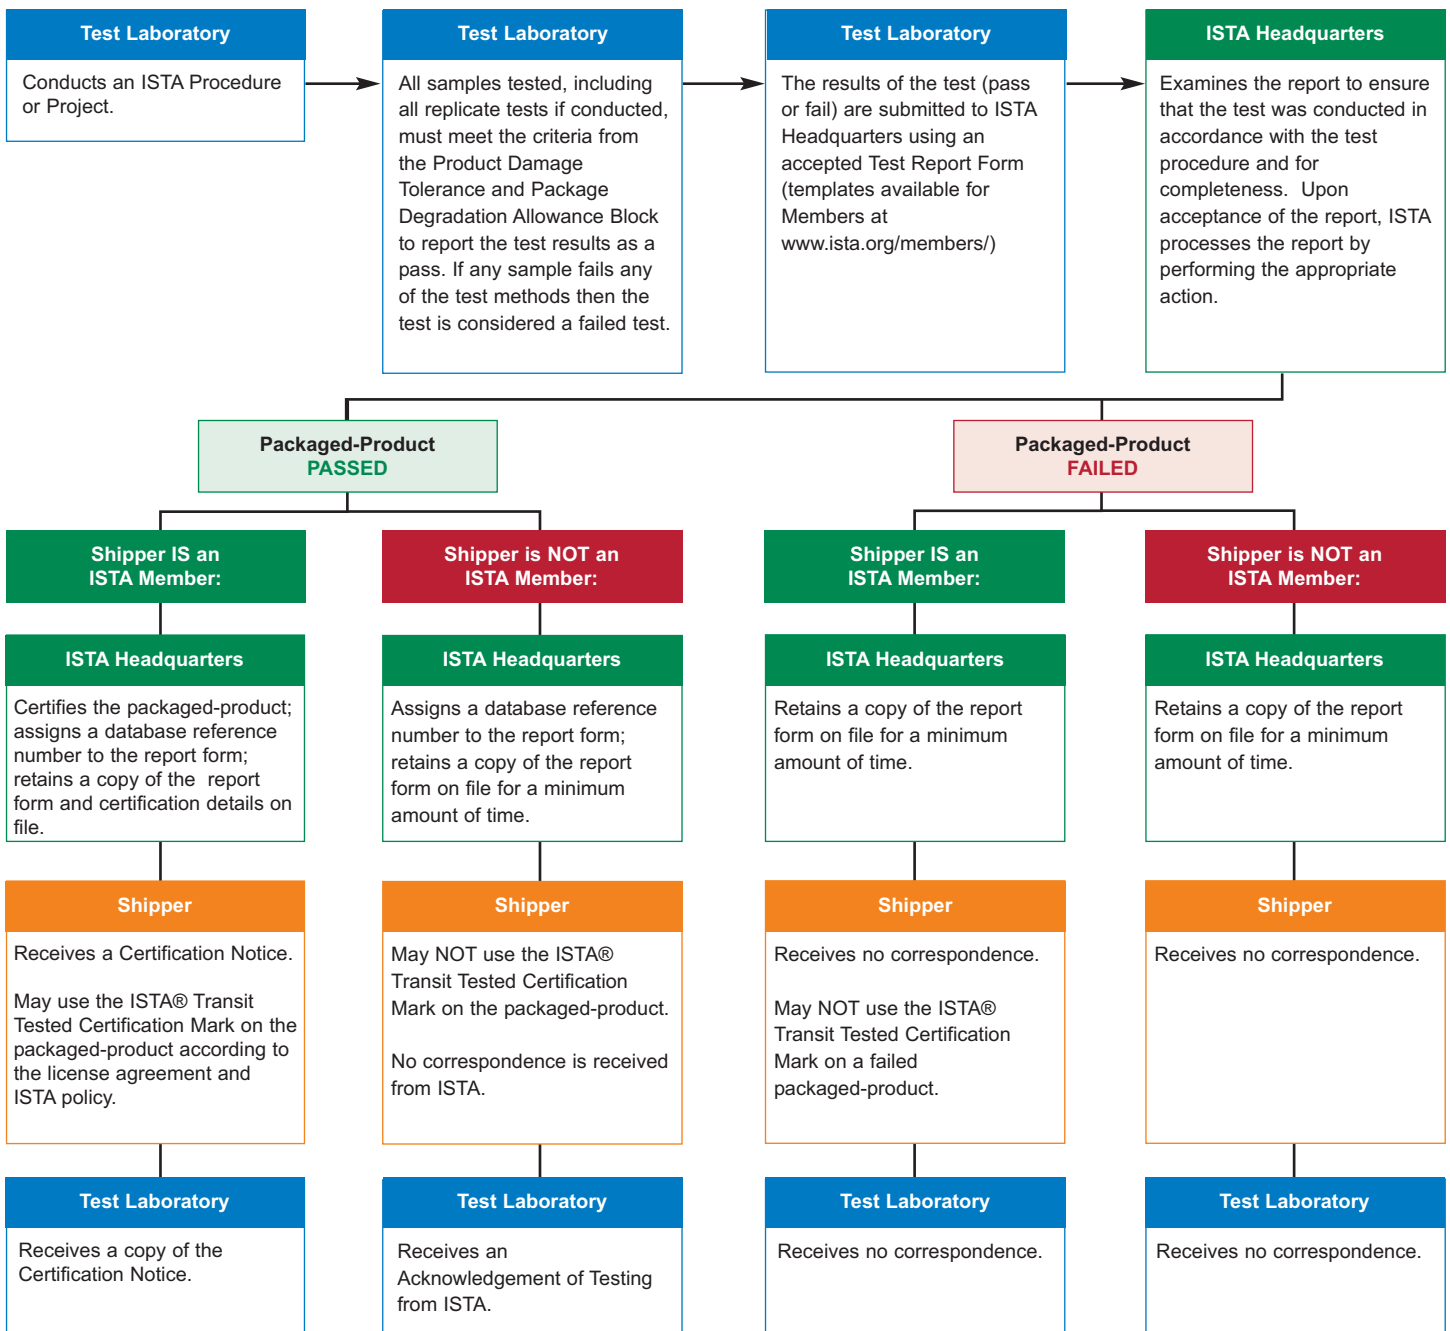 Test Laboratory
Conducts an ISTA Procedure
or Project.
Test Laboratory
All samples tested, including
all replicate tests if conducted,
must meet the criteria from
the Product Damage
Tolerance and Package
Degradation Allowance Block
to report the test results as a
pass. If any sample fails any
of the test methods then the
test is considered a failed test.
Test Laboratory
The results of the test (pass
or fail) are submitted to ISTA
Headquarters using an
accepted Test Report Form
(templates available for
Members at
www.ista.org/members/)
ISTA Headquarters
Examines the report to ensure
that the test was conducted in
accordance with the test
procedure and for
completeness.  Upon
acceptance of the report, ISTA
processes the report by
performing the appropriate
action.
Packaged-Product
PASSED
Packaged-Product
FAILED
Shipper IS an
ISTA Member:
Shipper is NOT an
ISTA Member:
Shipper IS an
ISTA Member:
Shipper is NOT an
ISTA Member:
ISTA Headquarters
Certifies the packaged-product;
assigns a database reference
number to the report form;
retains a copy of the  report
form and certification details on
file.
ISTA Headquarters
Assigns a database reference
number to the report form;
retains a copy of the report
form on file for a minimum
amount of time.
ISTA Headquarters
Retains a copy of the report
form on file for a minimum
amount of time.
ISTA Headquarters
Retains a copy of the report
form on file for a minimum
amount of time.
Shipper
Receives a Certification Notice.
May use the ISTA® Transit
Tested Certification Mark on the
packaged-product according to
the license agreement and
ISTA policy.
Shipper
May NOT use the ISTA®
Transit Tested Certification
Mark on the packaged-product.
No correspondence is received
from ISTA.
Shipper
Receives no correspondence.
May NOT use the ISTA®
Transit Tested Certification
Mark on a failed
packaged-product.
Shipper
Receives no correspondence.
Test Laboratory
Receives a copy of the
Certification Notice.
Test Laboratory
Receives an
Acknowledgement of Testing
from ISTA.
Test Laboratory
Receives no correspondence.
Test Laboratory
Receives no correspondence.